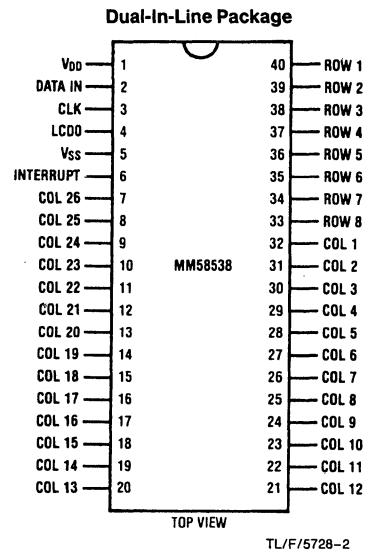 Dual-In-Line Package
VDD 1 40 ROW 1
DATA IN 2 39 ROW 2
CLK 3 38 ROW 3
LCDO 4 37 ROW 4
VSS 5 36 ROW 5
INTERRUPT 6 35 ROW 6
COL 26 7 34 ROW 7
COL 25 8 33 ROW 8
COL 24 9 32 COL 1
COL 23 10 MM58538 31 COL 2
COL 22 11 30 COL 3
COL 21 12 29 COL 4
COL 20 13 28 COL 5
COL 19 14 27 COL 6
COL 18 15 26 COL 7
COL 17 16 25 COL 8
COL 16 17 24 COL 9
COL 15 18 23 COL 10
COL 14 19 22 COL 11
COL 13 20 21 COL 12
TOP VIEW
TL/F/5728-2